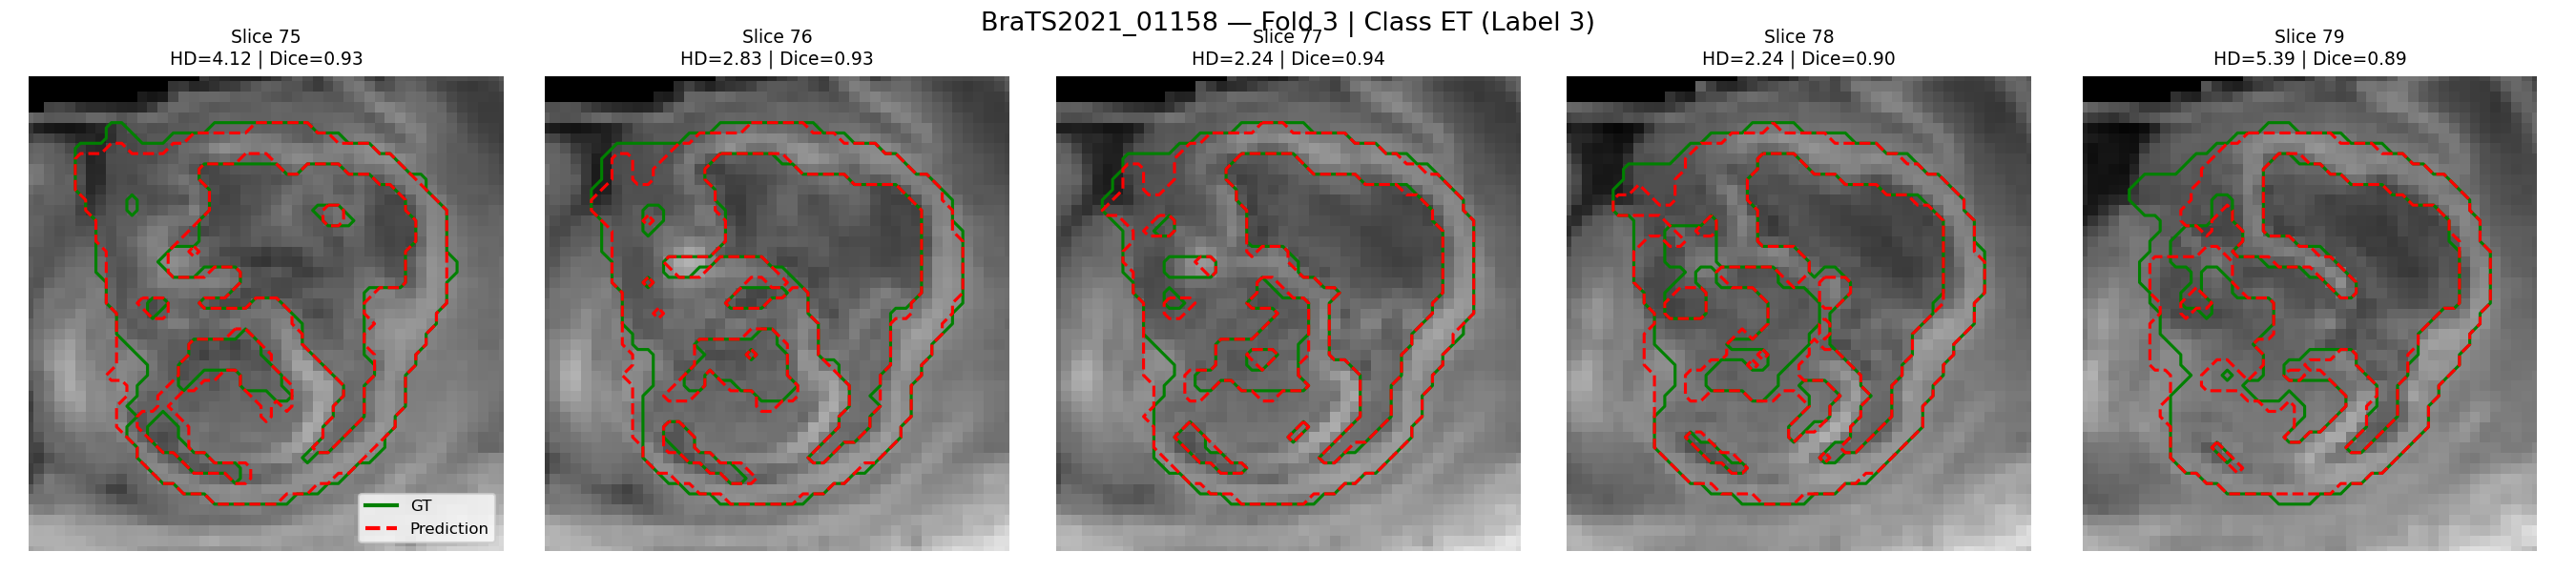 BraTS2021_01158 — Fold 3 | Class ET (Label 3)
Slice 75
HD=4.12 | Dice=0.93
Slice 76
HD=2.83 | Dice=0.93
Slice 77
HD=2.24 | Dice=0.94
Slice 78
HD=2.24 | Dice=0.90
Slice 79
HD=5.39 | Dice=0.89
GT
Prediction